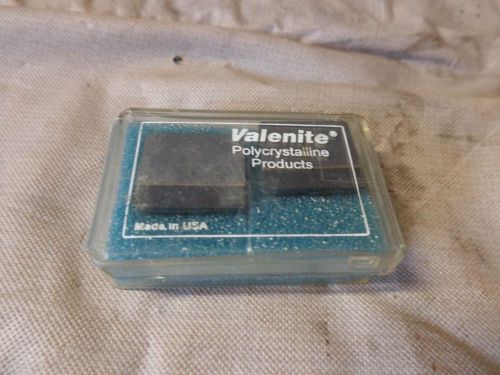 Valenite®
Polycrystalline
Products
Made in USA